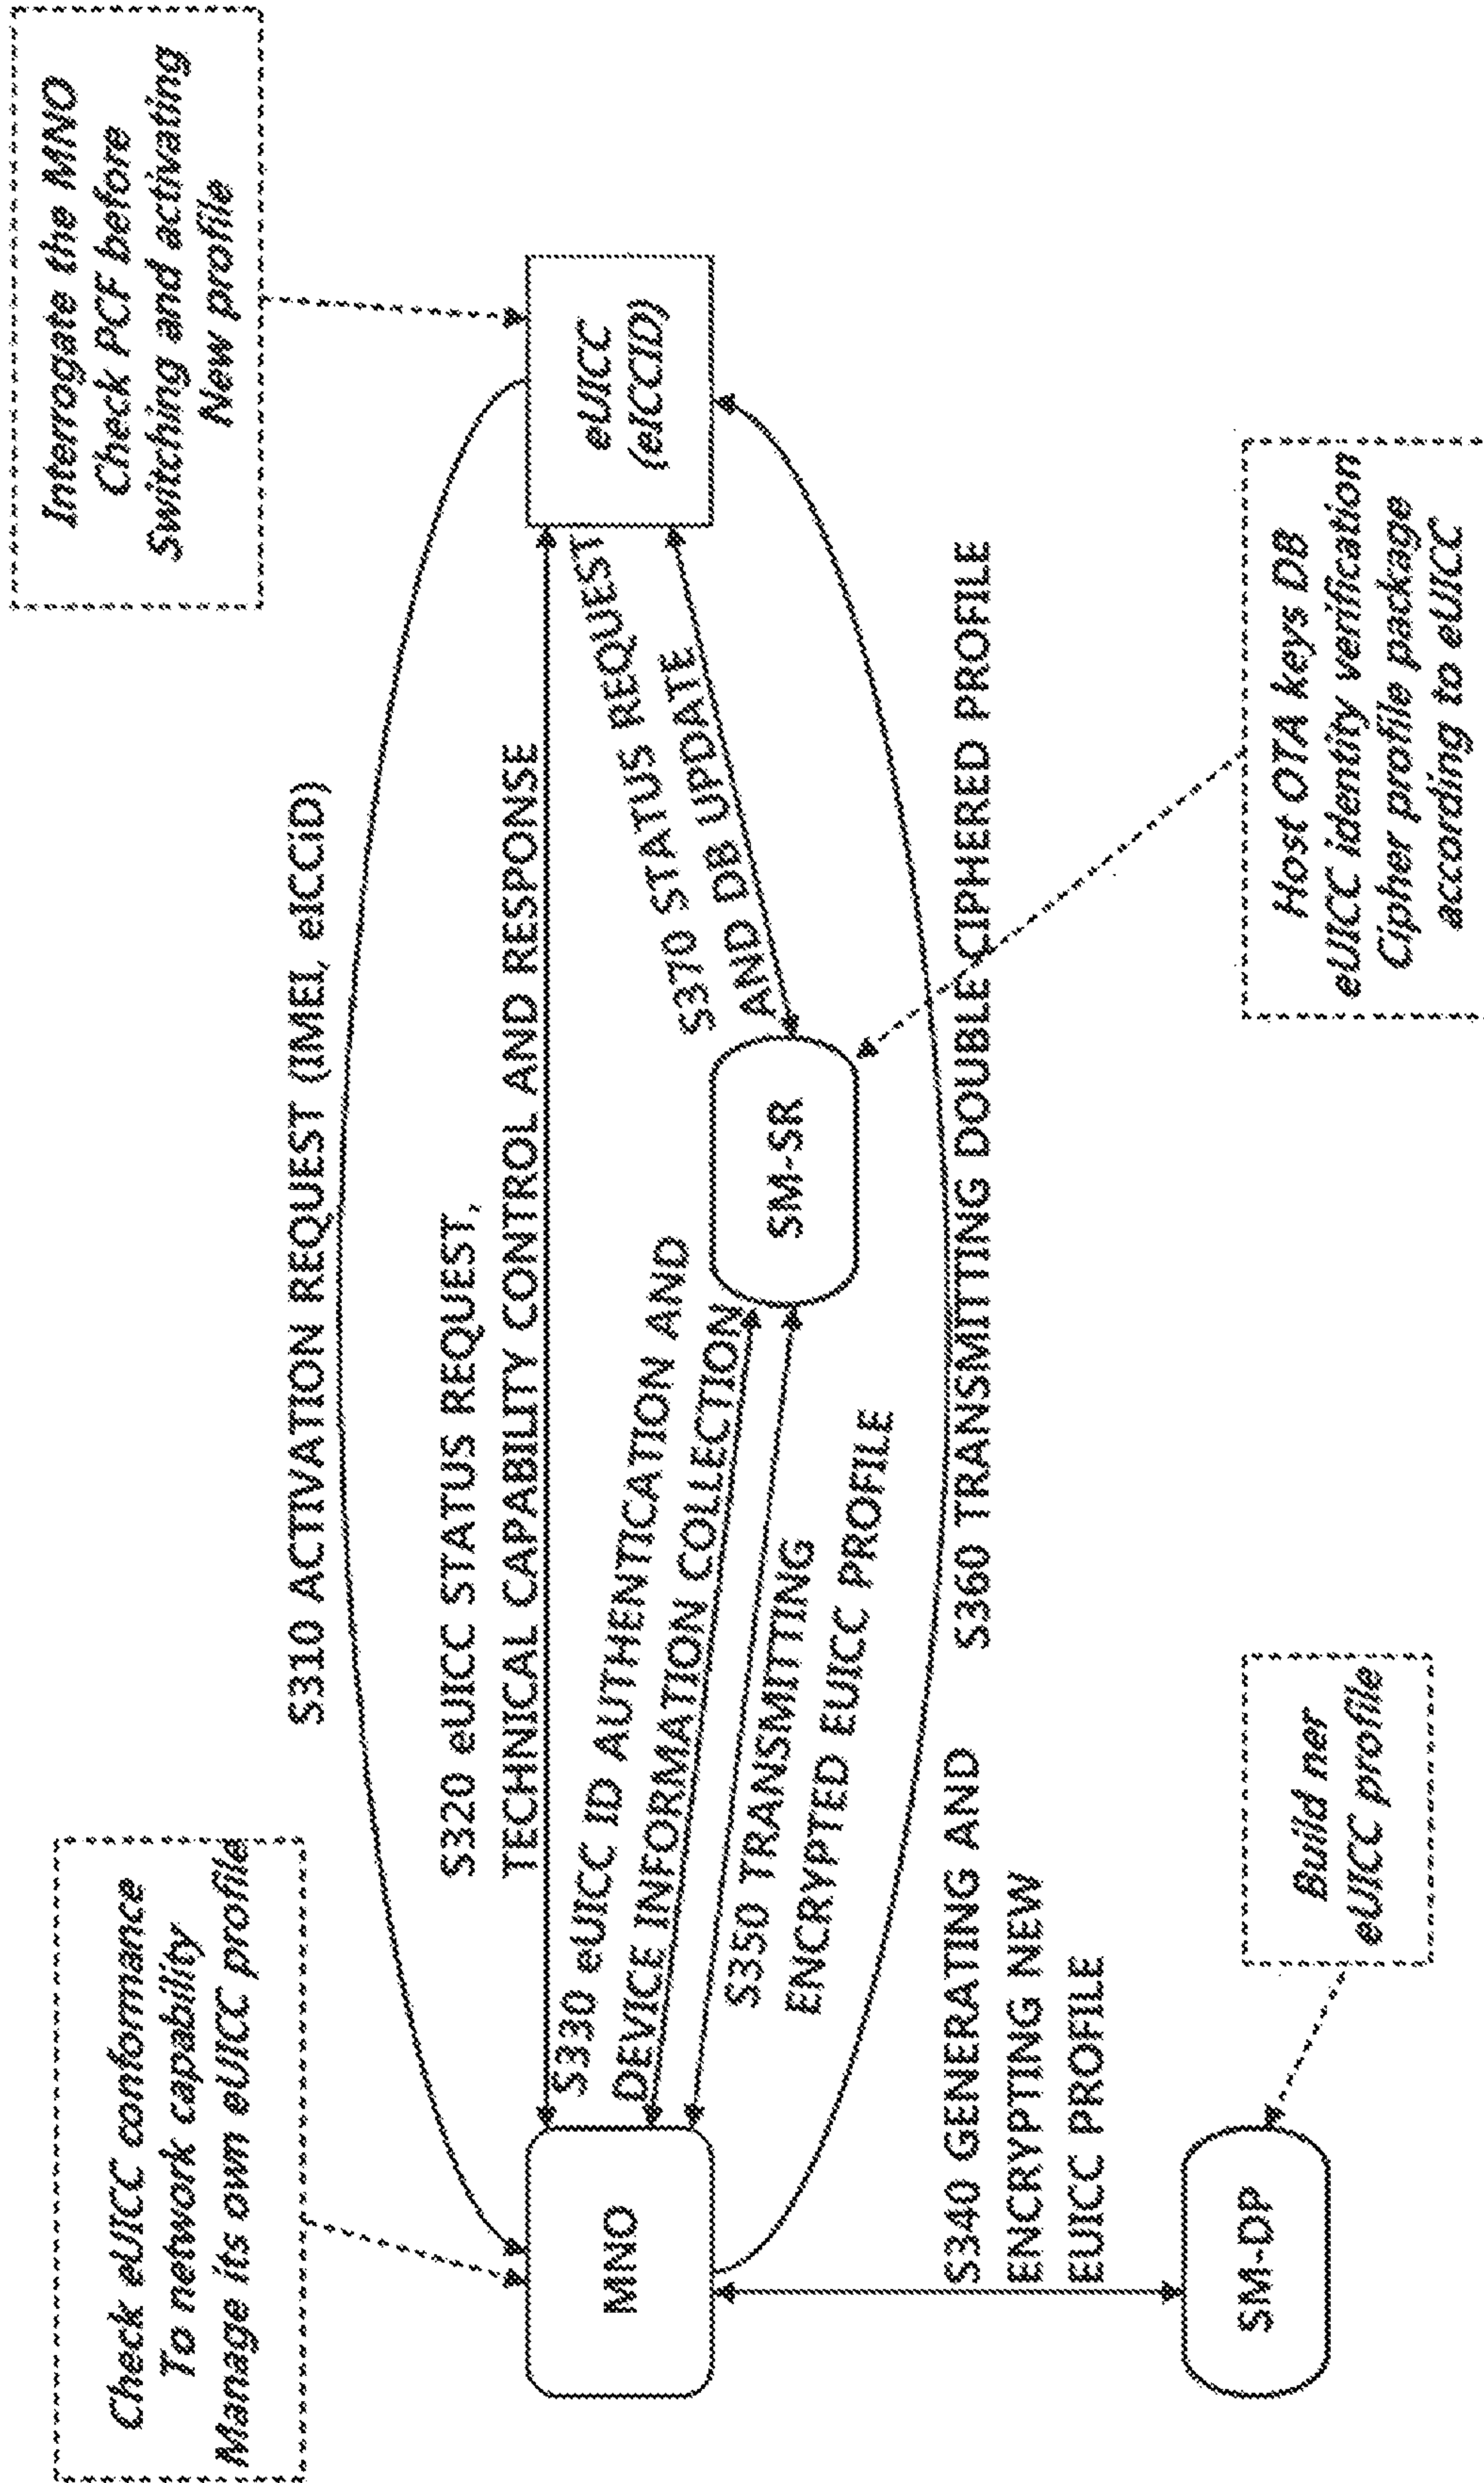 Check eUICC conformance
To network capability
Manage its own eUICC profile
Interrogate the MNO
Check PCF before
Switching and activating
New profile
S310 ACTIVATION REQUEST (IMEI, eICCID)
S320 eUICC STATUS REQUEST,
TECHNICAL CAPABILITY CONTROL AND RESPONSE
MNO
eUICC
(eICCID)
S330 eUICC ID AUTHENTICATION AND
DEVICE INFORMATION COLLECTION
S370 STATUS REQUEST
AND DB UPDATE
SM-SR
S350 TRANSMITTING
ENCRYPTED EUICC PROFILE
S340 GENERATING AND
ENCRYPTING NEW
EUICC PROFILE
S360 TRANSMITTING DOUBLE CIPHERED PROFILE
SM-DP
Build ner
eUICC profile
Host OTA keys DB
eUICC identity verification
Cipher profile package
according to eUICC